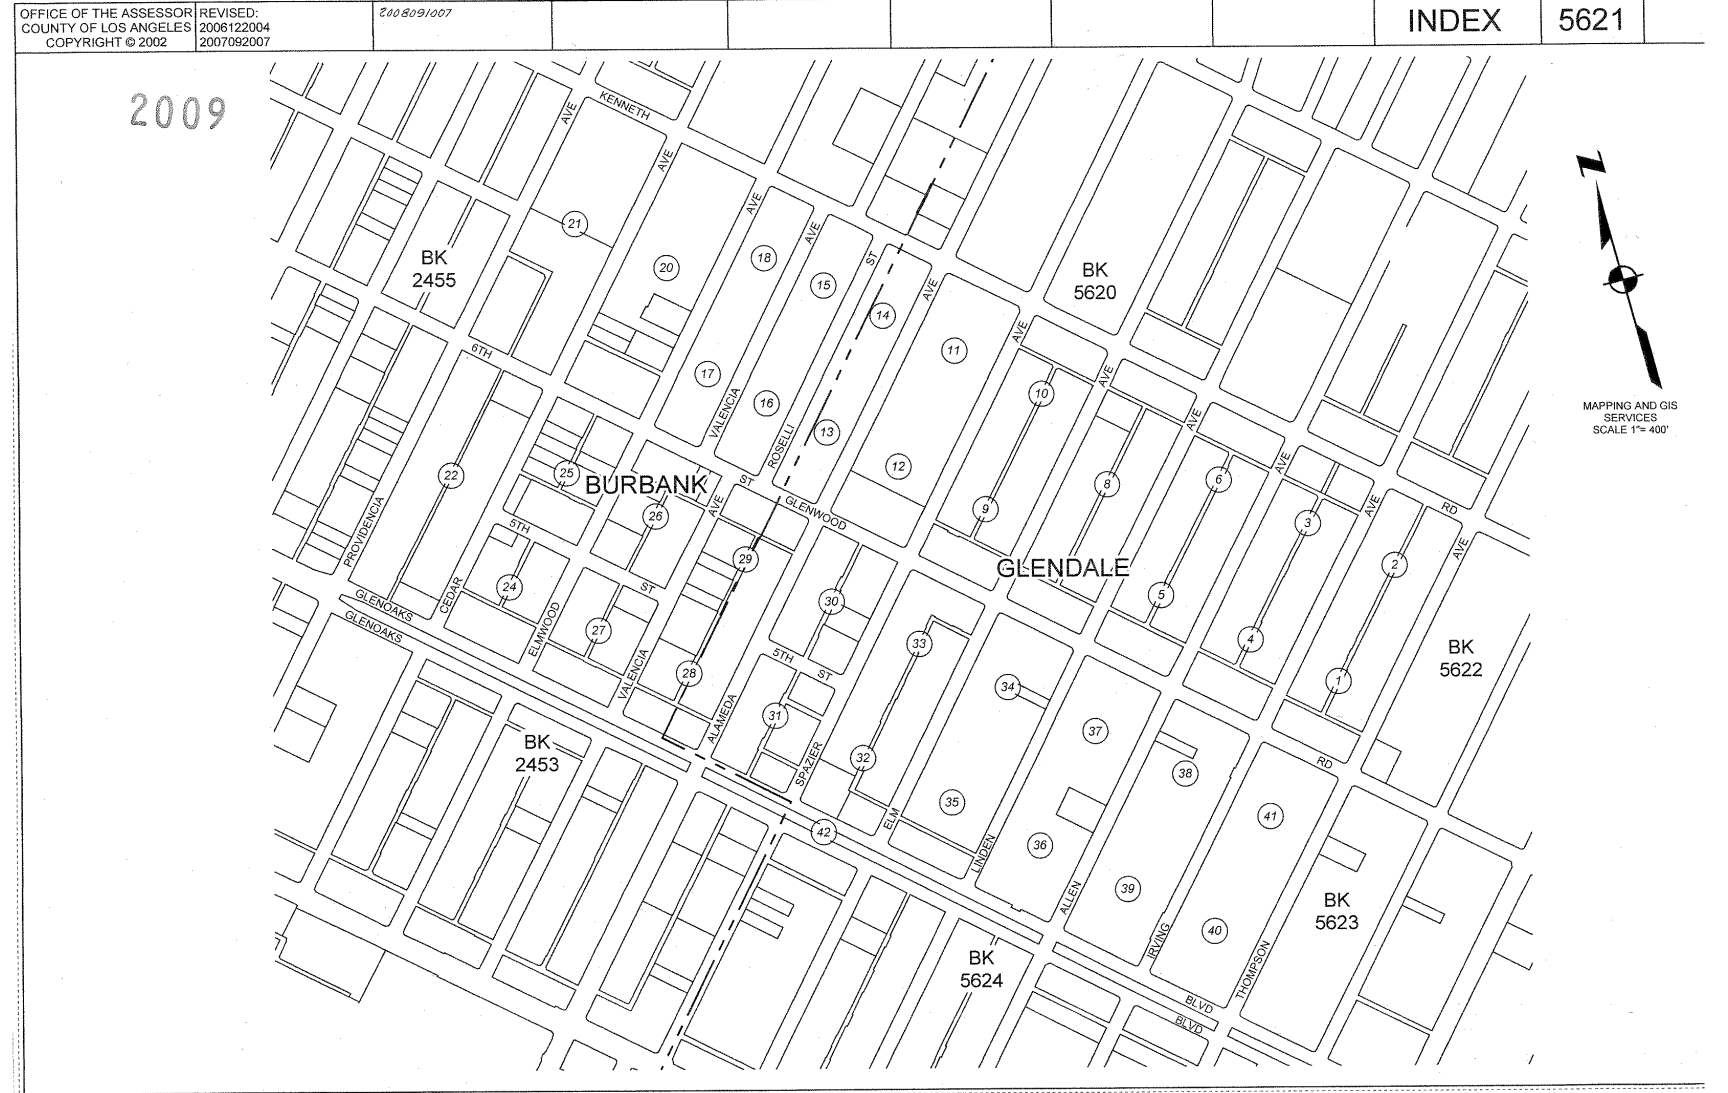 OFFICE OF THE ASSESSOR
COUNTY OF LOS ANGELES
COPYRIGHT © 2002
REVISED:
2006122004
2007092007
2008091007
INDEX
5621
2009
KENNETH
AVE
AVE
AVE
AVE
ST
AVE
AVE
AVE
AVE
AVE
AVE
AVE
RD
21
20
18
15
14
11
10
BK
2455
BK
5620
MAPPING AND GIS
SERVICES
SCALE 1"= 400'
6TH
17
16
13
12
VALENCIA
ROSELLI
22
25
BURBANK
26
ST
AVE
GLENWOOD
9
8
6
3
2
PROVIDENCIA
5TH
29
GLENDALE
24
ST
30
5
CEDAR
GLENOAKS
GLENOAKS
ELMWOOD
27
33
4
1
VALENCIA
28
5TH
ST
34
BK
5622
31
ALAMEDA
SPAZIER
32
37
38
RD
BK
2453
35
42
ELM
41
36
LINDEN
39
ALLEN
40
IRVING
THOMPSON
BK
5623
BK
5624
BLVD
BLVD